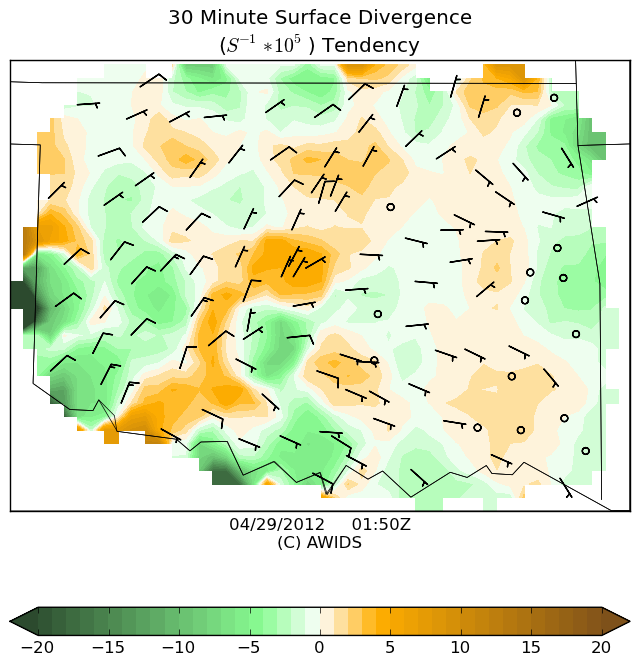 30 Minute Surface Divergence
(S⁻¹ * 10⁵ ) Tendency
04/29/2012 01:50Z
(C) AWIDS
−20 −15 −10 −5 0 5 10 15 20